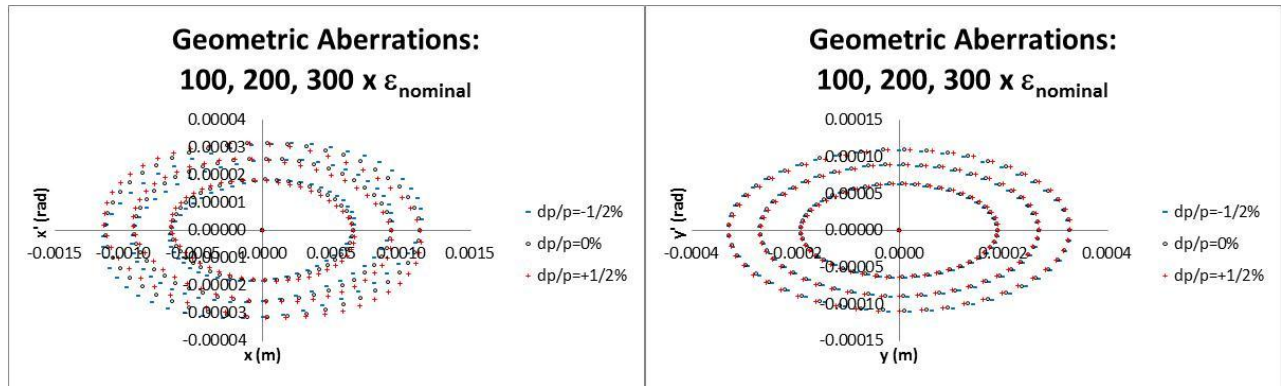 Geometric Aberrations:
100, 200, 300 x εnominal
0.00004
0.00003
0.00002
0.00001
0.00000
-0.00001
-0.00002
-0.00003
-0.00004
-0.0015
-0.0010
-0.0005
0.0000
0.0005
0.0010
0.0015
x' (rad)
x (m)
dp/p=-1/2%
dp/p=0%
dp/p=+1/2%
Geometric Aberrations:
100, 200, 300 x εnominal
0.00015
0.00010
0.00005
0.00000
-0.00005
-0.00010
-0.00015
-0.0004
-0.0002
0.0000
0.0002
0.0004
y' (rad)
y (m)
dp/p=-1/2%
dp/p=0%
dp/p=+1/2%